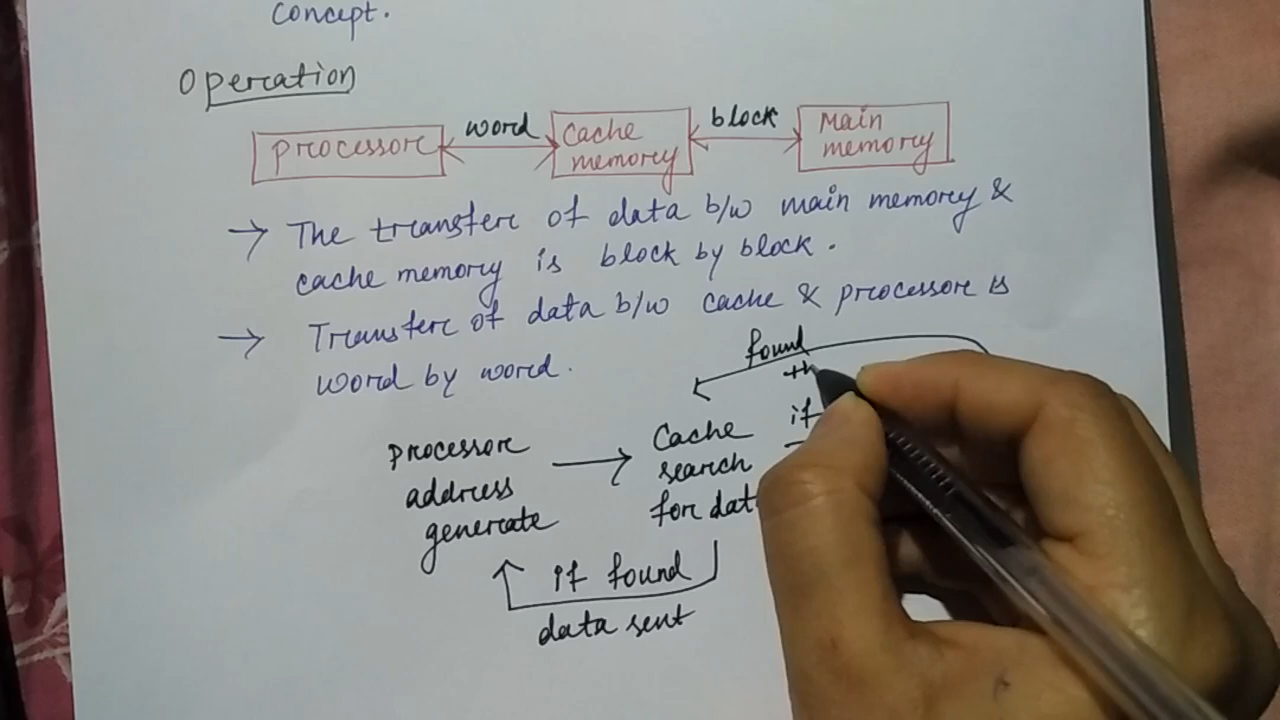 Concept.
Operation
processor
word
Cache
memory
block
Main
memory
→ The transfer of data b/w main memory &
cache memory is block by block.
→ Transfer of data b/w cache & processor is
word by word.
found
if
processor → Cache
address search
generate for
if found
data sent